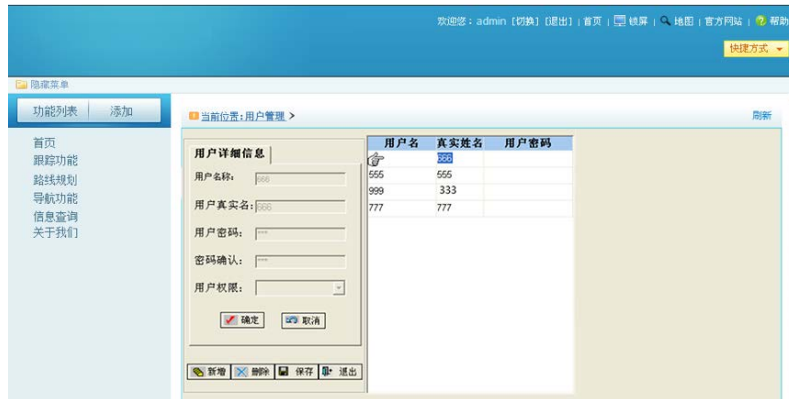 欢迎您：admin [切换] [退出] | 首页 | 锁屏 | 地图 | 官方网站 | 帮助
快捷方式
隐藏菜单
功能列表 添加
当前位置:用户管理 >
刷新
首页
跟踪功能
路线规划
导航功能
信息查询
关于我们
用户详细信息
用户名称: 666
用户真实名: 666
用户密码: ***
密码确认: ***
用户权限:
确定 取消
新增 删除 保存 退出
用户名 真实姓名 用户密码
666
555 555
999 333
777 777